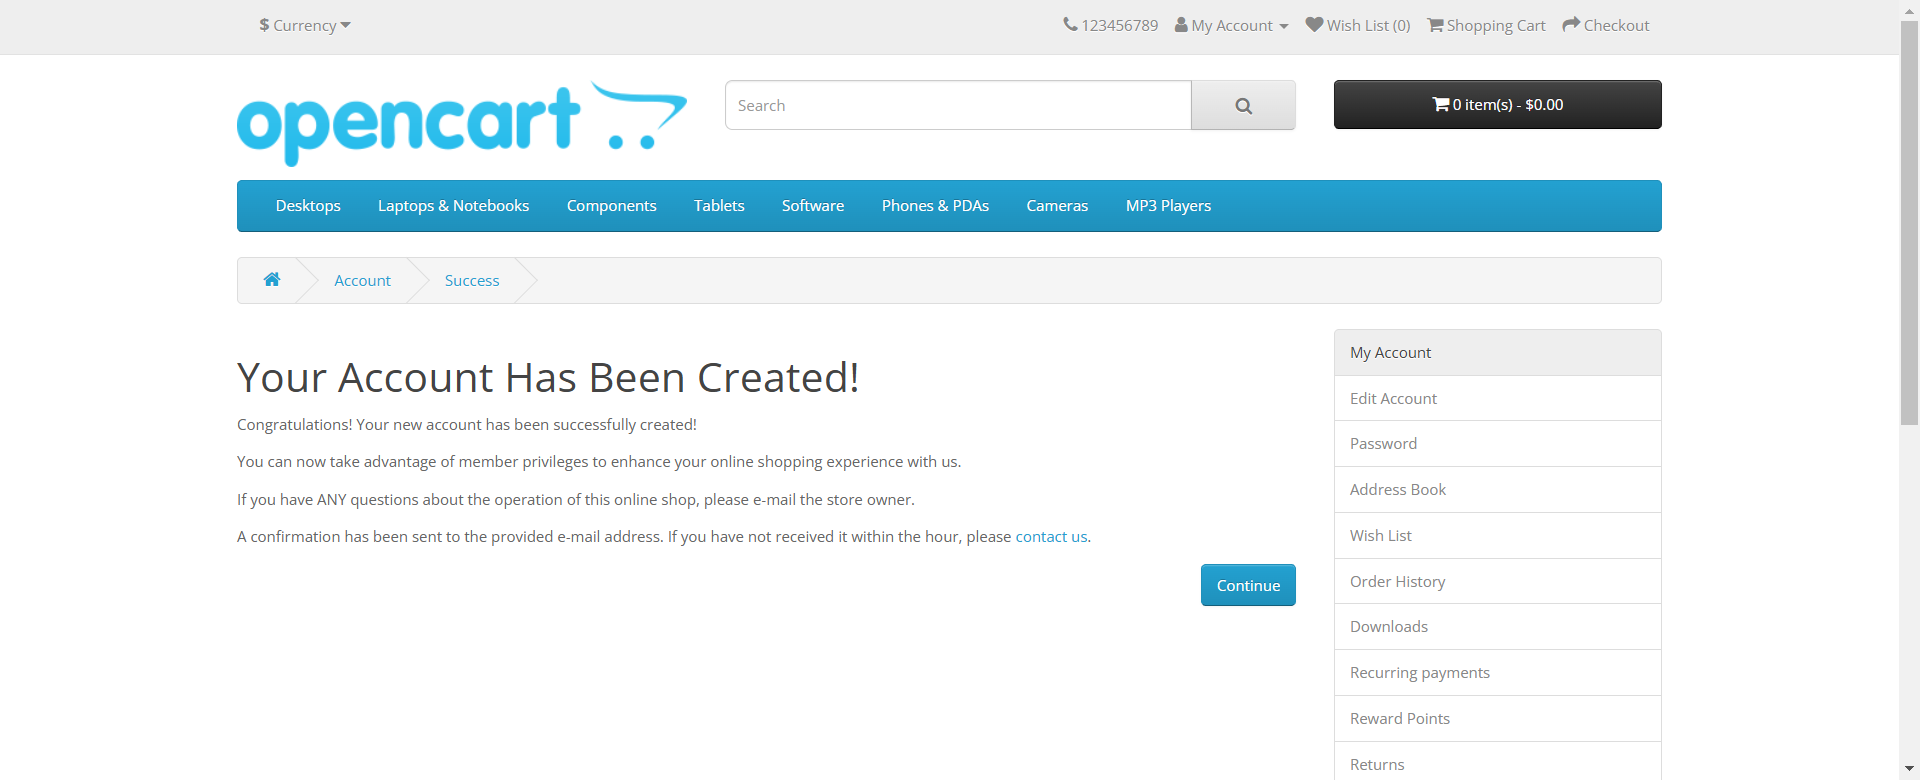 $ Currency
123456789 My Account Wish List (0) Shopping Cart Checkout
opencart
Search
0 item(s) - $0.00
Desktops Laptops & Notebooks Components Tablets Software Phones & PDAs Cameras MP3 Players
Account Success
Your Account Has Been Created!
Congratulations! Your new account has been successfully created!
You can now take advantage of member privileges to enhance your online shopping experience with us.
If you have ANY questions about the operation of this online shop, please e-mail the store owner.
A confirmation has been sent to the provided e-mail address. If you have not received it within the hour, please contact us.
Continue
My Account
Edit Account
Password
Address Book
Wish List
Order History
Downloads
Recurring payments
Reward Points
Returns